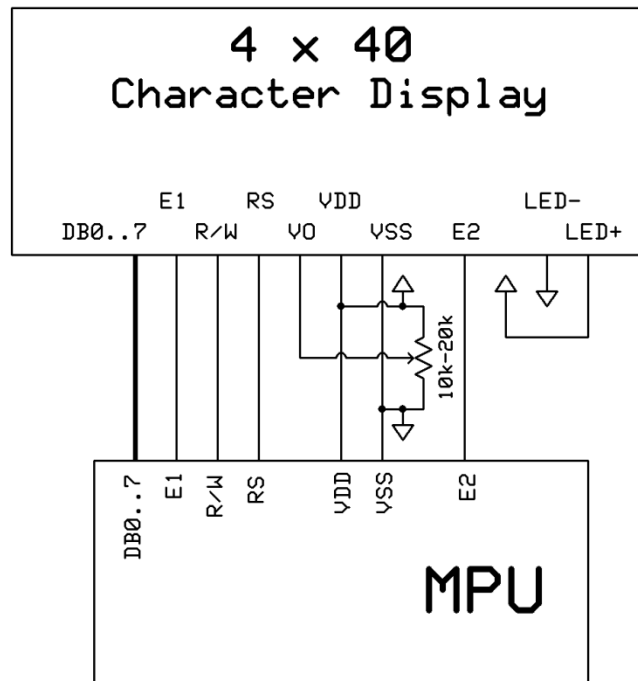 4 x 40
Character Display
E1 RS VDD LED-
DB0..7 R/W VO VSS E2 LED+
10k-20k
DB0..7 E1 R/W RS VDD VSS E2
MPU